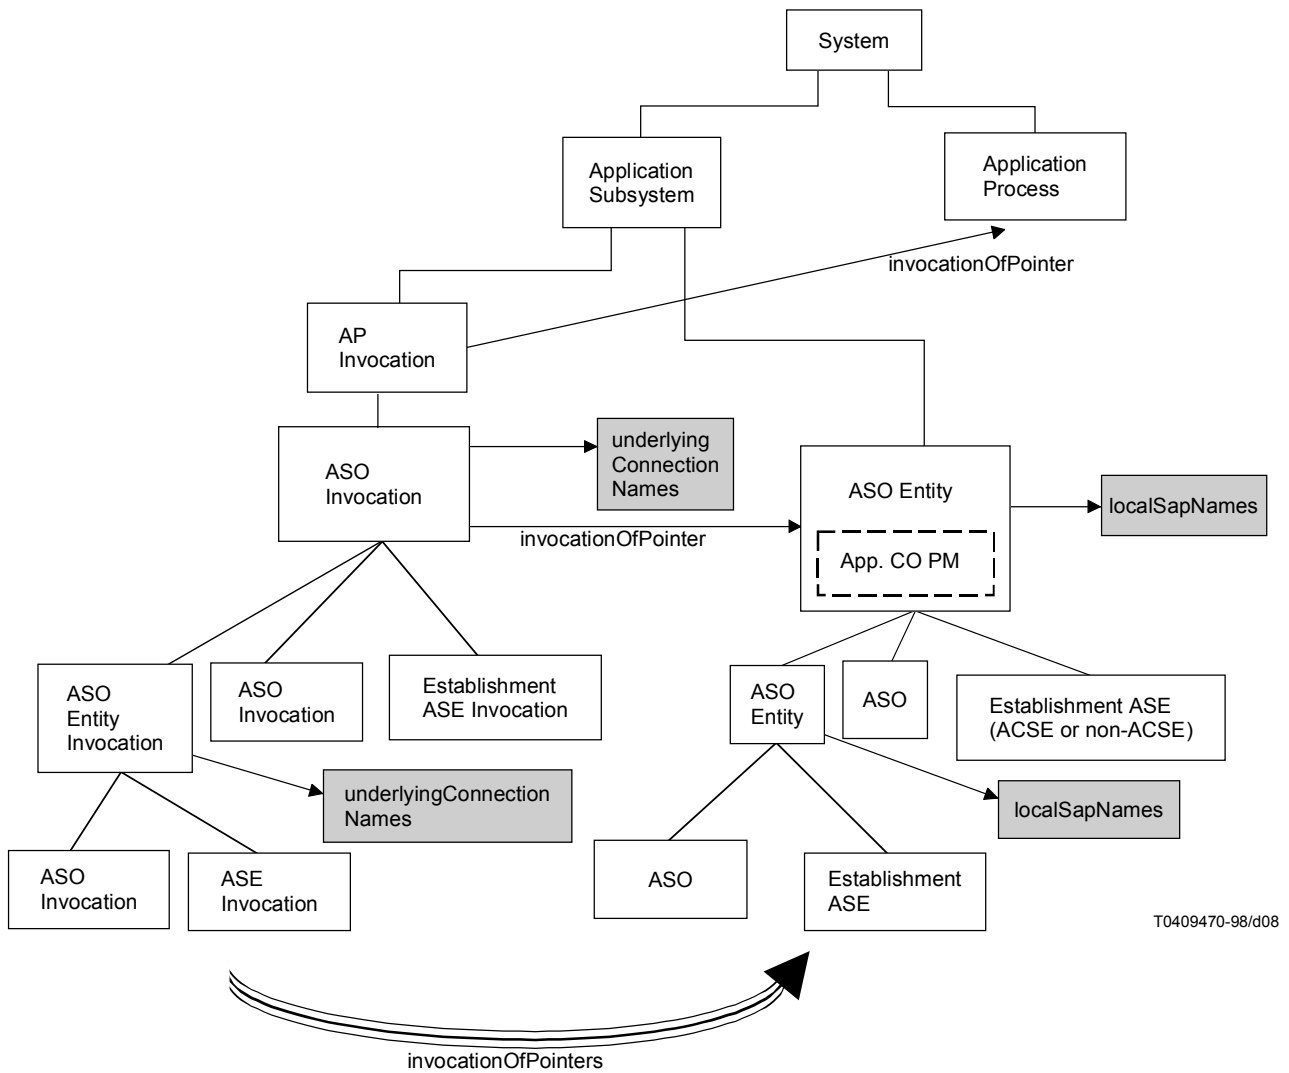 System
Application
Subsystem
Application
Process
invocationOfPointer
AP
Invocation
underlying
Connection
Names
ASO
Invocation
ASO Entity
localSapNames
invocationOfPointer
App. CO PM
ASO
Entity
Invocation
ASO
Invocation
Establishment
ASE Invocation
ASO
Entity
ASO
Establishment ASE
(ACSE or non-ACSE)
underlyingConnection
Names
localSapNames
ASO
Invocation
ASE
Invocation
ASO
Establishment
ASE
T0409470-98/d08
invocationOfPointers